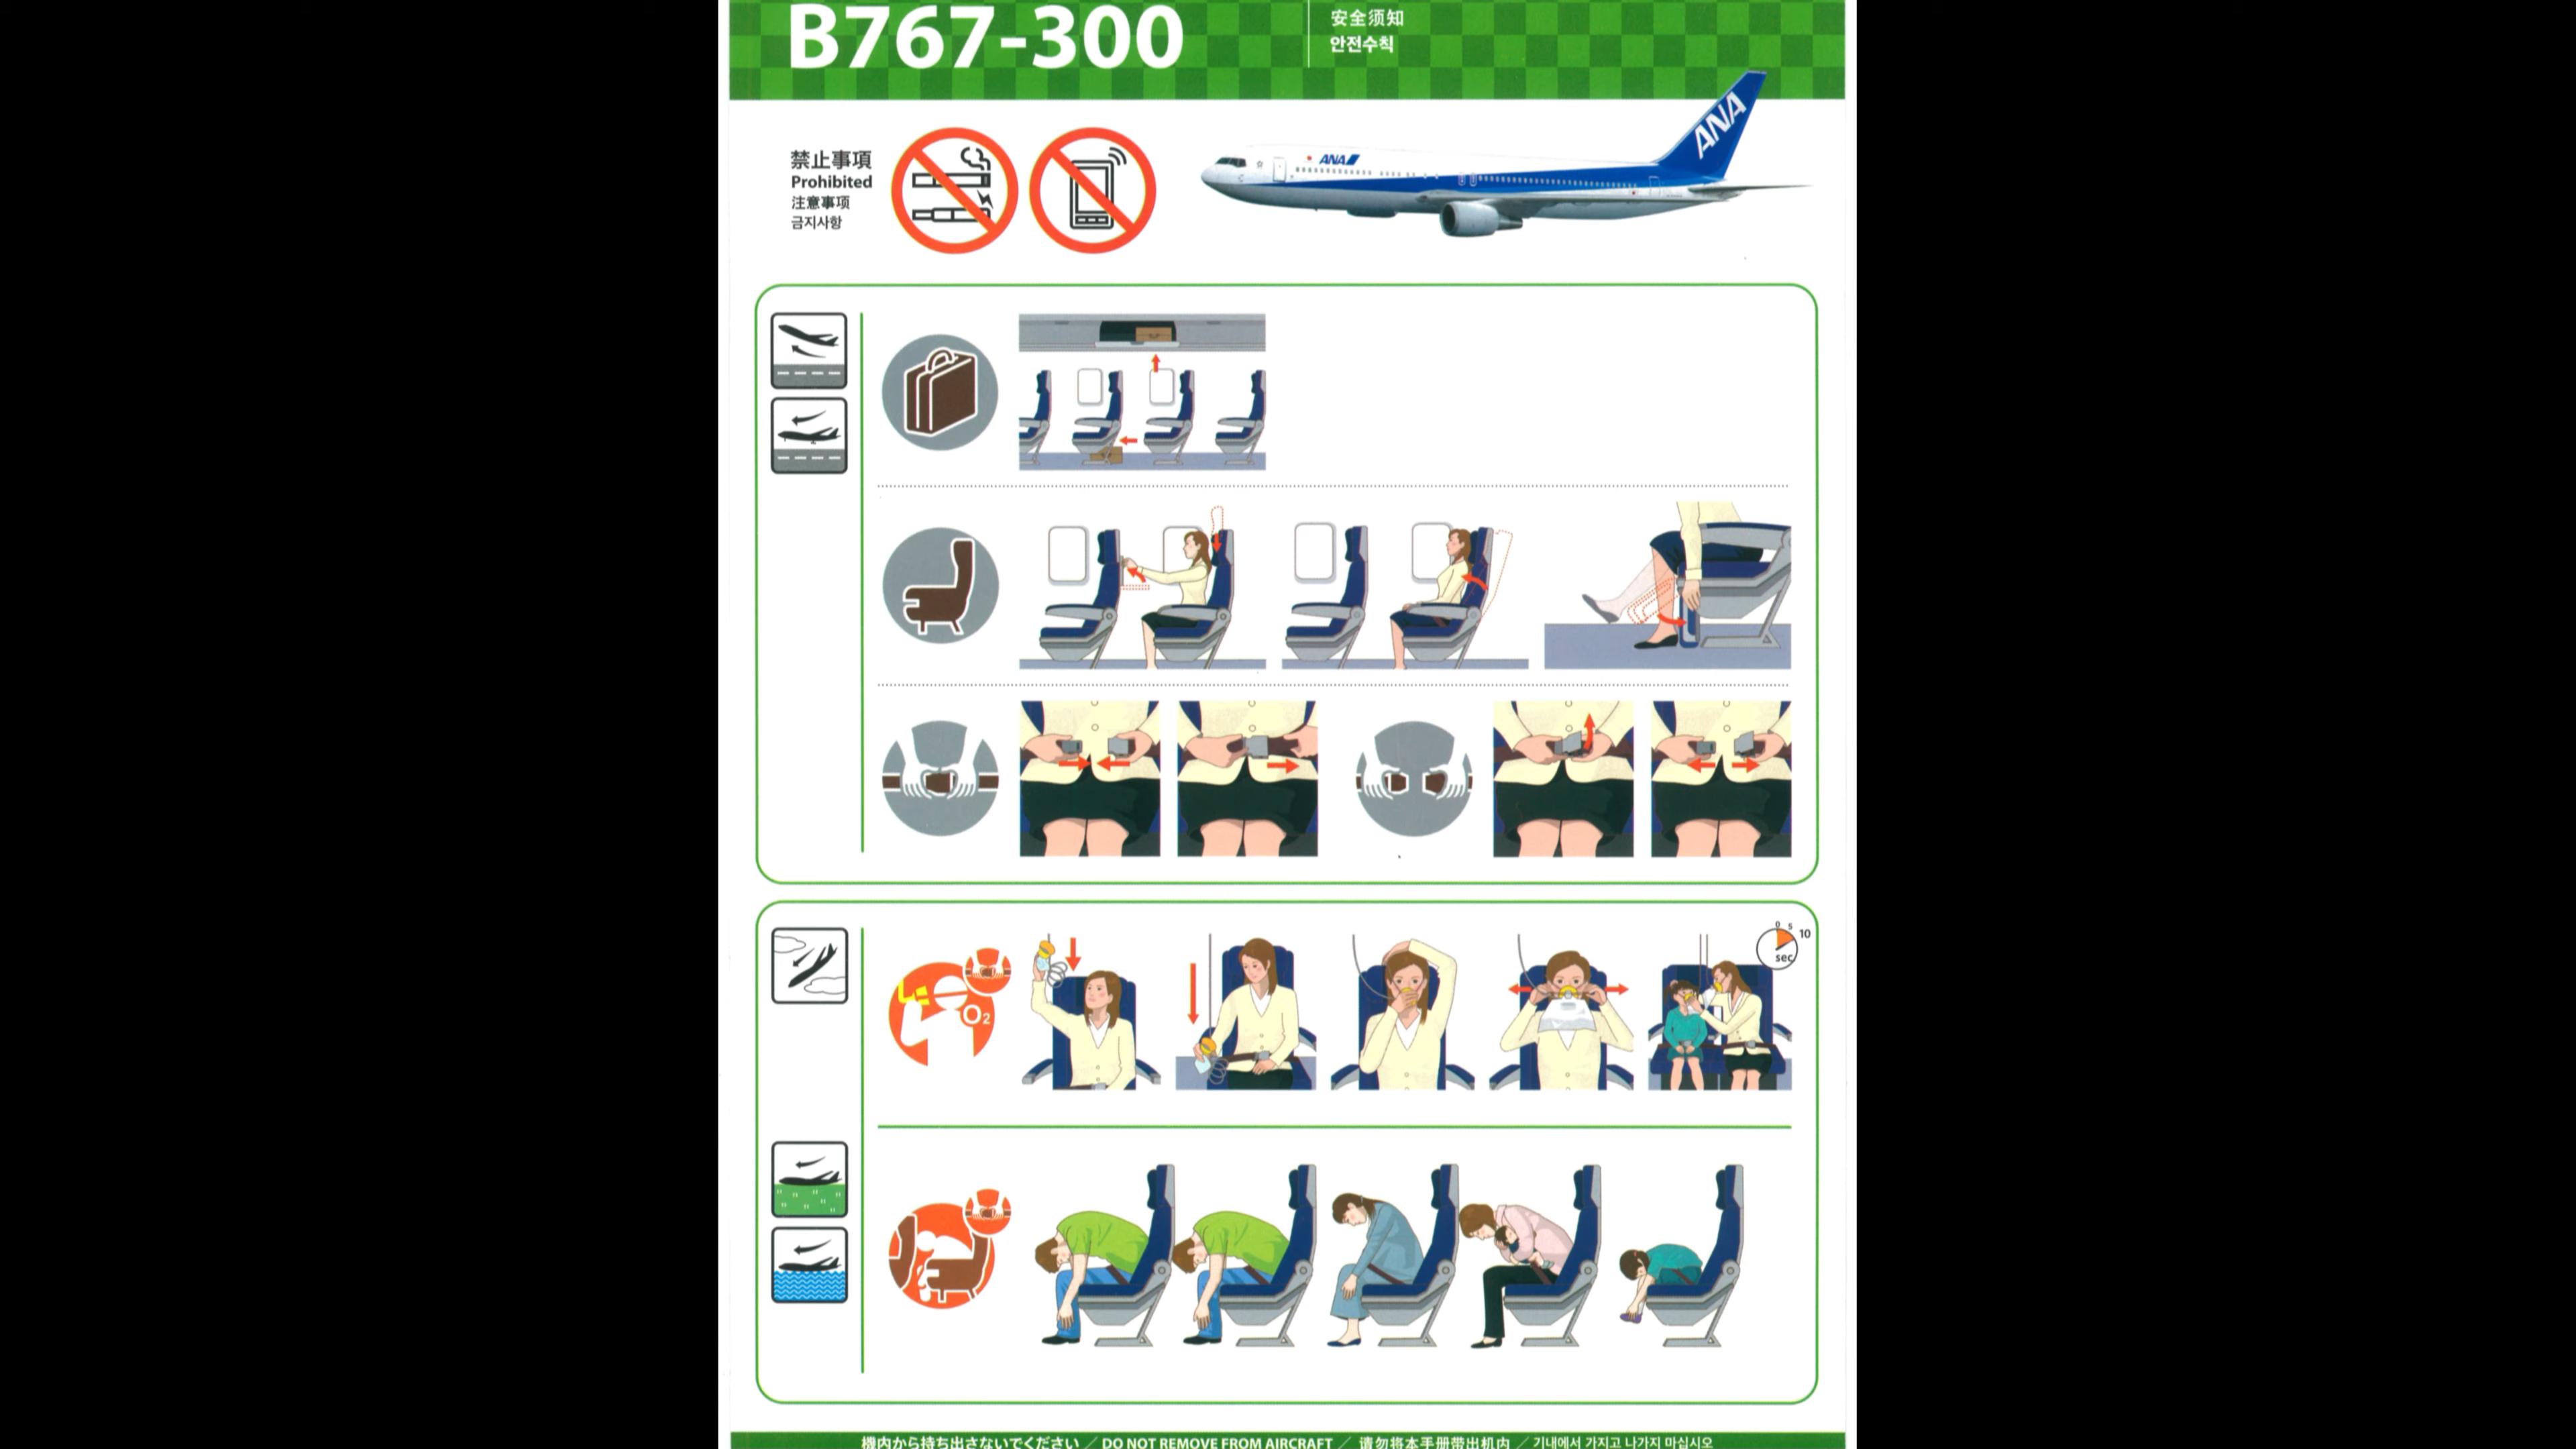 B767-300
安全须知
안전수칙
ANA
ANA
禁止事項
Prohibited
注意事项
금지사항
0 5 10
sec
O₂
機内から持ち出さないでください / DO NOT REMOVE FROM AIRCRAFT / 请勿将本手册带出机内 / 기내에서 가지고 나가지 마십시오